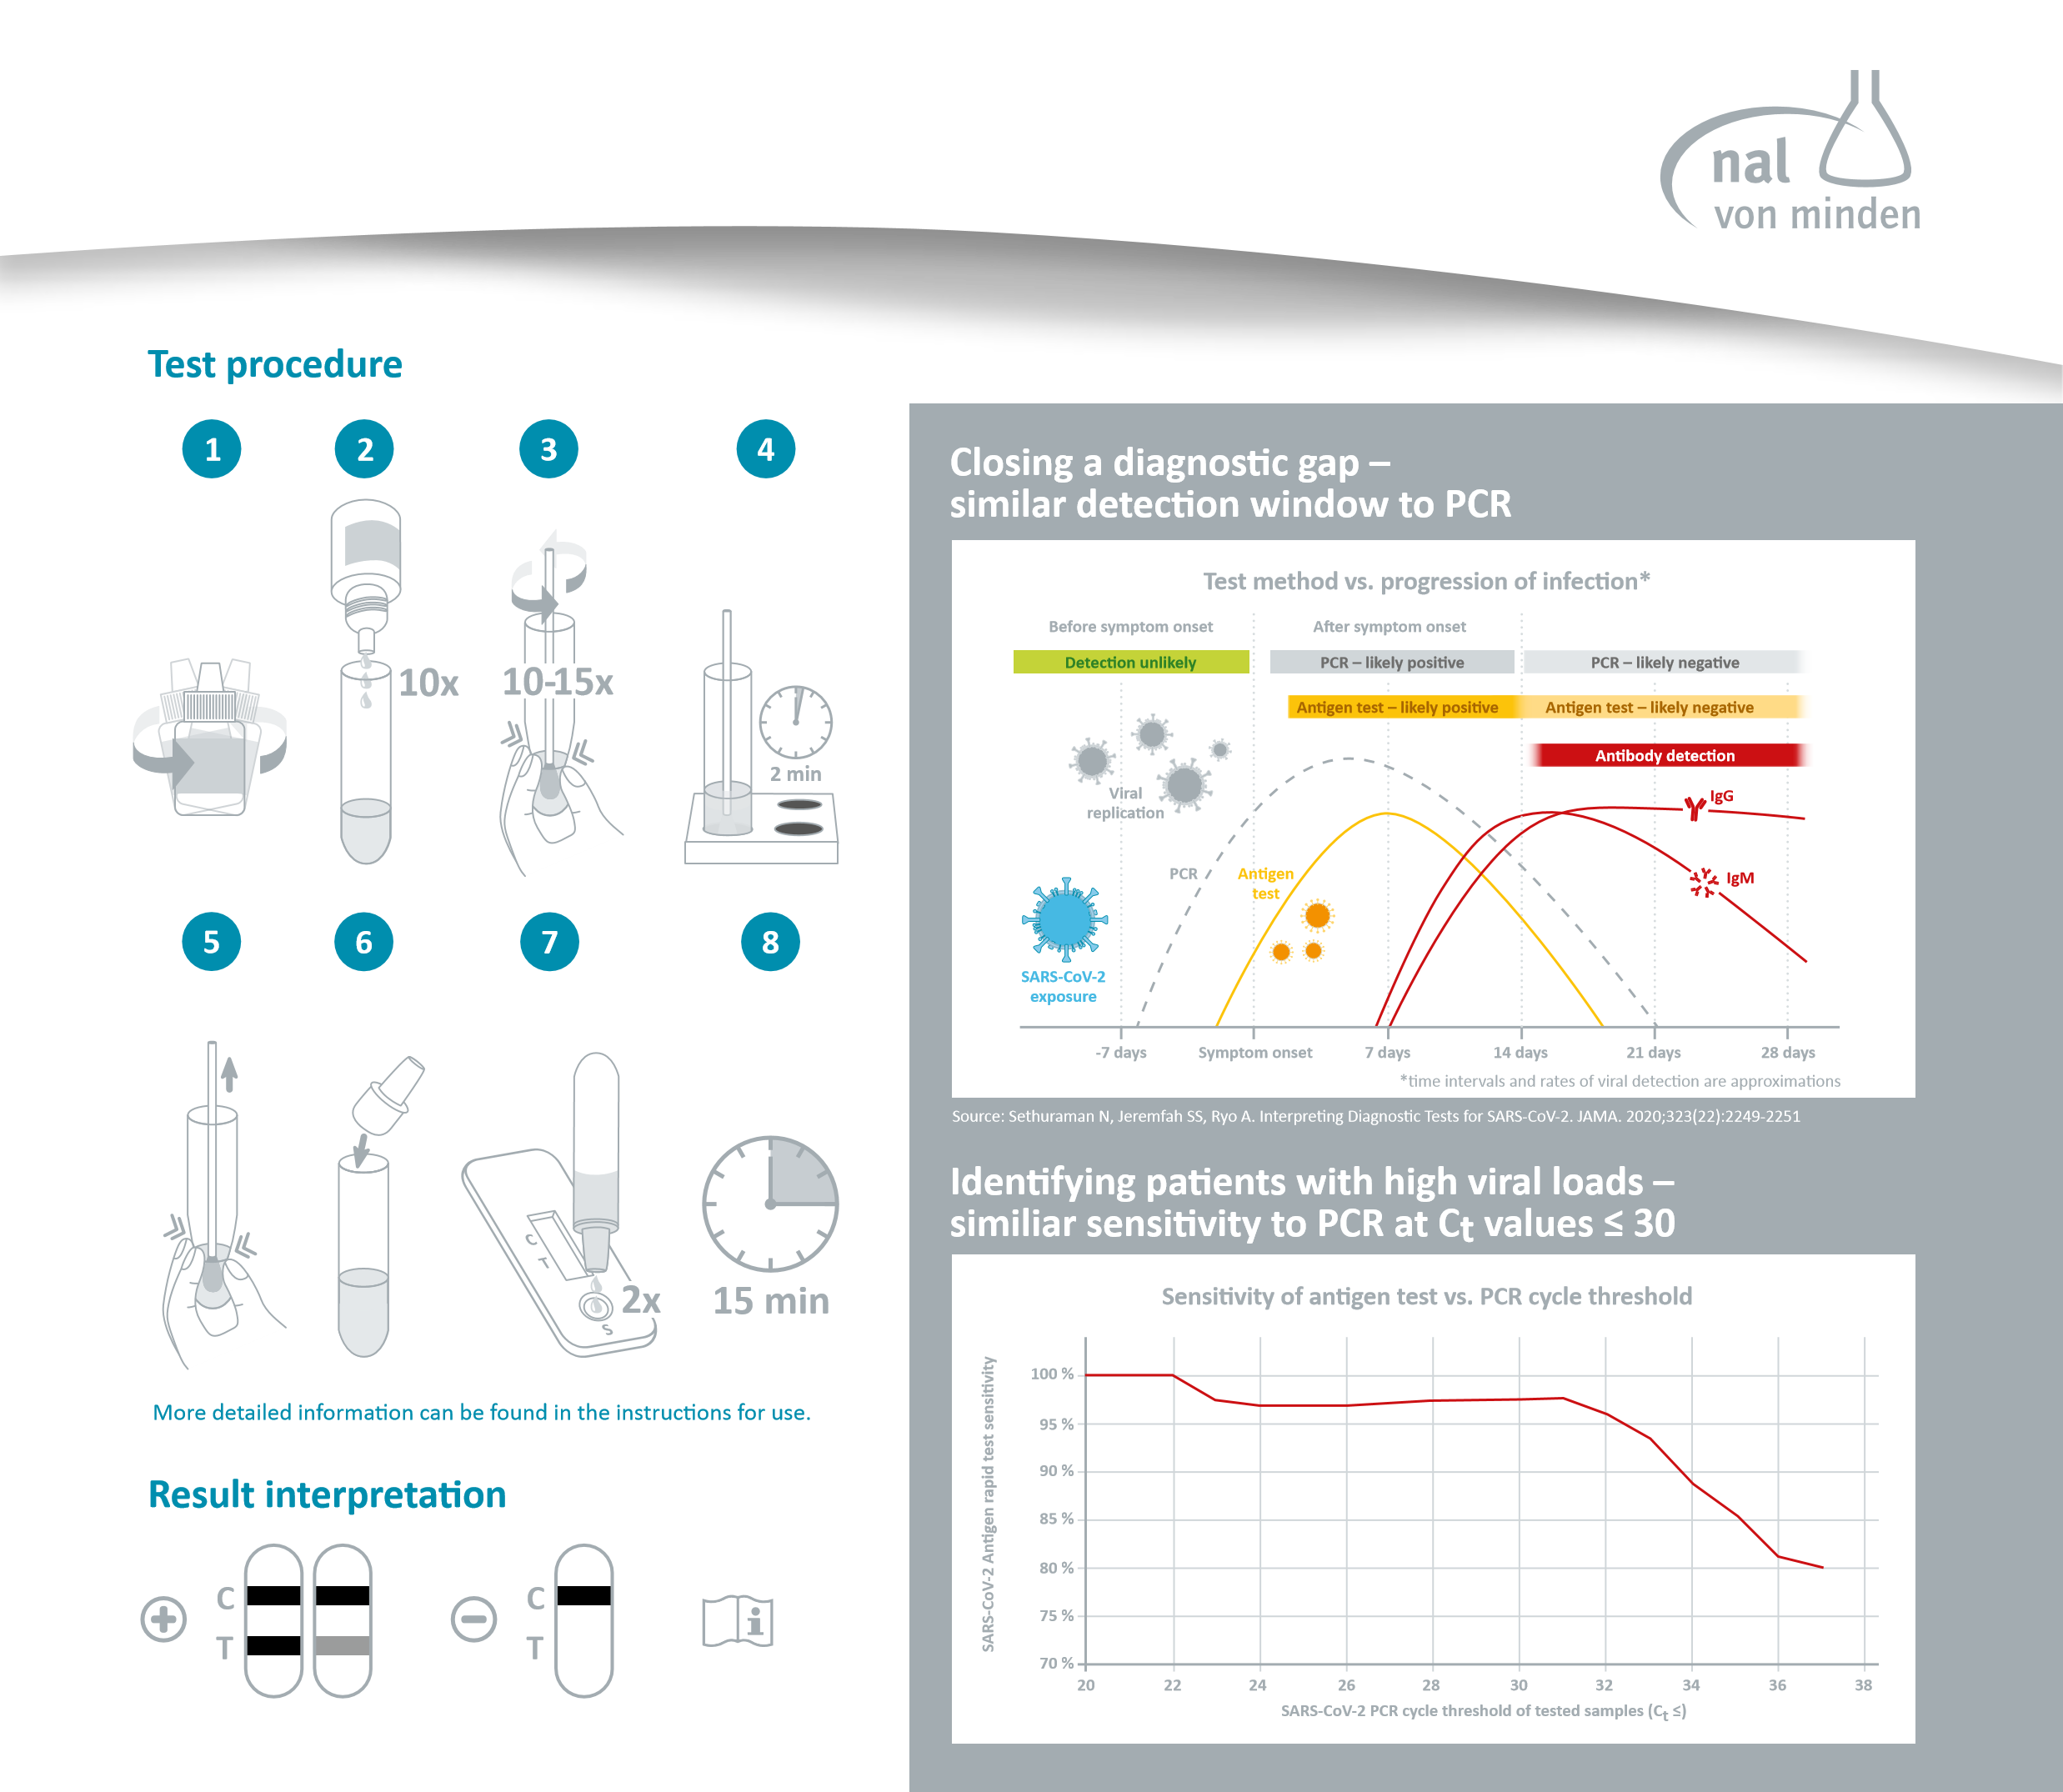 nal
von minden
Test procedure
1
2
3
4
10x
10-15x
2 min
5
6
7
8
C
T
S
2x
15 min
More detailed information can be found in the instructions for use.
Result interpretation
C
T
C
T
i
Closing a diagnostic gap –
similar detection window to PCR
Test method vs. progression of infection*
Before symptom onset
After symptom onset
Detection unlikely
PCR – likely positive
PCR – likely negative
Antigen test – likely positive
Antigen test – likely negative
Antibody detection
Viral
replication
IgG
PCR
Antigen
test
IgM
SARS-CoV-2
exposure
-7 days
Symptom onset
7 days
14 days
21 days
28 days
*time intervals and rates of viral detection are approximations
Source: Sethuraman N, Jeremfah SS, Ryo A. Interpreting Diagnostic Tests for SARS-CoV-2. JAMA. 2020;323(22):2249-2251
Identifying patients with high viral loads –
similiar sensitivity to PCR at Ct values ≤ 30
Sensitivity of antigen test vs. PCR cycle threshold
SARS-CoV-2 Antigen rapid test sensitivity
100 %
95 %
90 %
85 %
80 %
75 %
70 %
20
22
24
26
28
30
32
34
36
38
SARS-CoV-2 PCR cycle threshold of tested samples (Ct ≤)